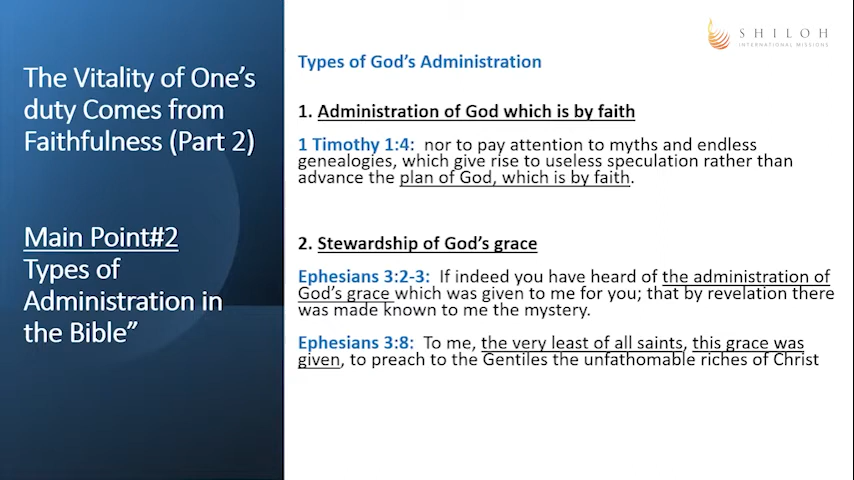 SHILOH
INTERNATIONAL MISSIONS
The Vitality of One's
duty Comes from
Faithfulness (Part 2)
Main Point#2
Types of
Administration in
the Bible”
Types of God's Administration
1. Administration of God which is by faith
1 Timothy 1:4: nor to pay attention to myths and endless
genealogies, which give rise to useless speculation rather than
advance the plan of God, which is by faith.
2. Stewardship of God's grace
Ephesians 3:2-3: If indeed you have heard of the administration of
God's grace which was given to me for you; that by revelation there
was made known to me the mystery.
Ephesians 3:8: To me, the very least of all saints, this grace was
given, to preach to the Gentiles the unfathomable riches of Christ